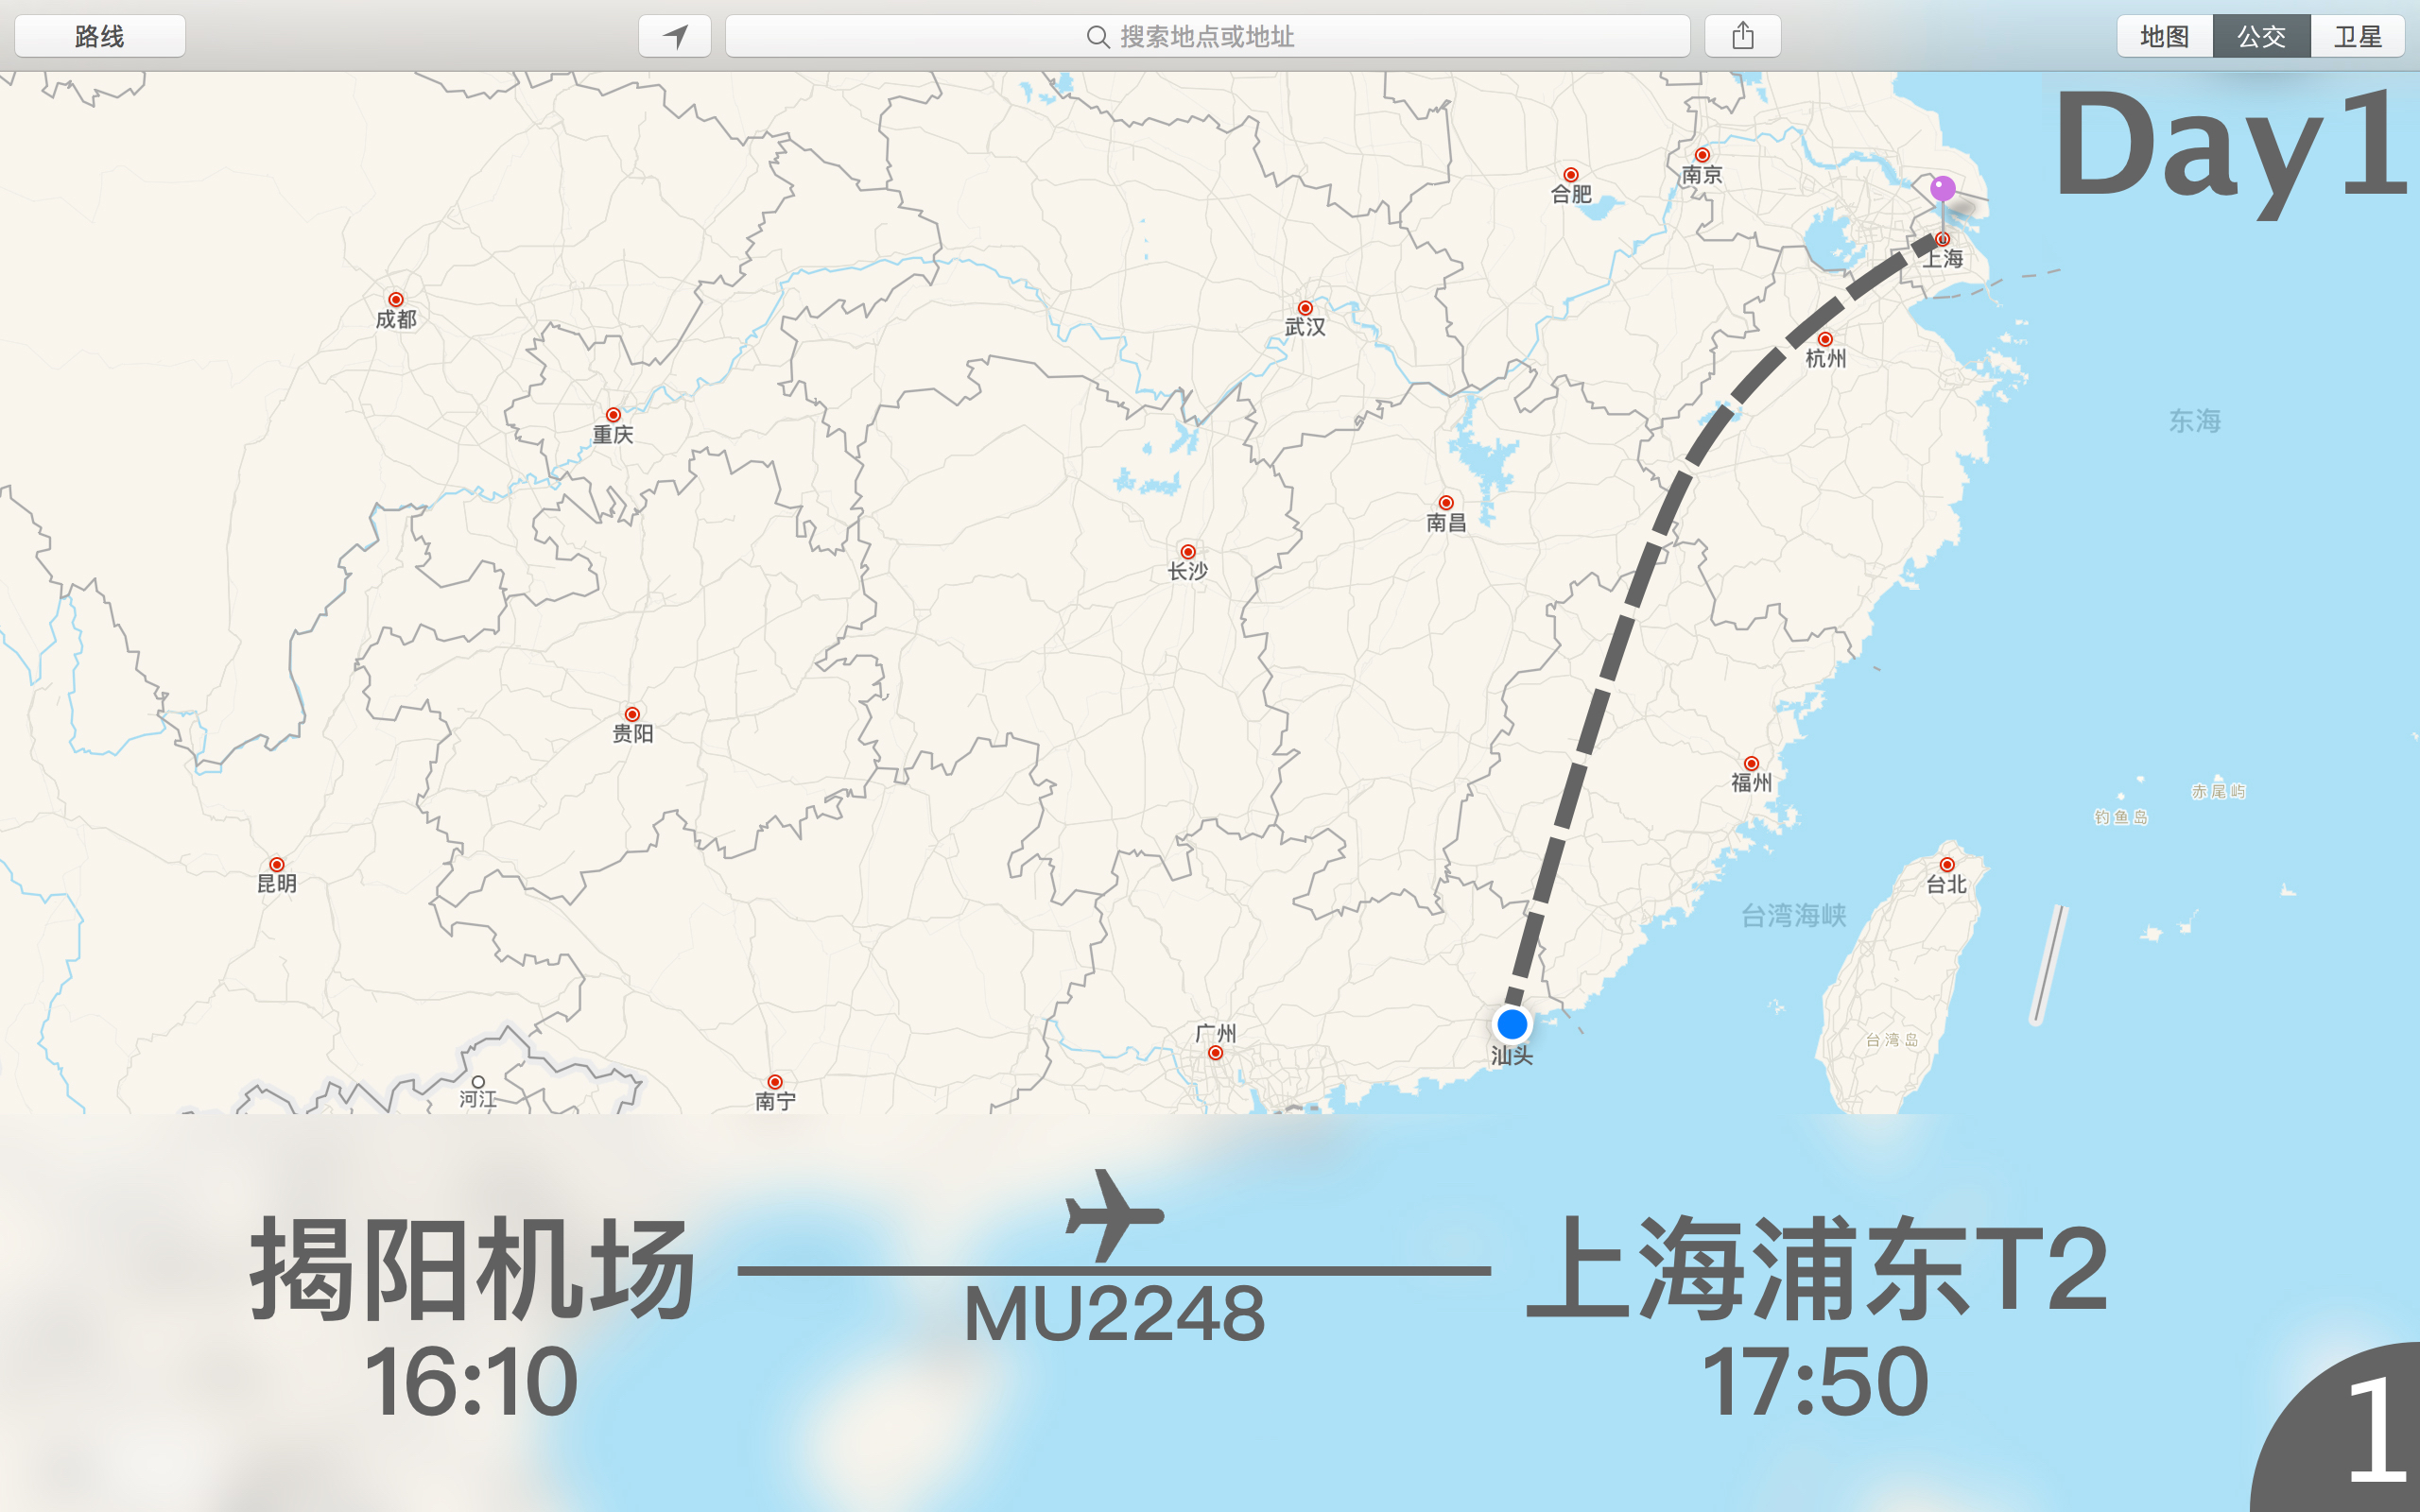 路线
搜索地点或地址
地图 公交 卫星
Day1
南京
合肥
上海
成都
武汉
杭州
重庆
东海
南昌
长沙
贵阳
福州
赤尾屿
钓鱼岛
昆明
台北
台湾海峡
广州
台湾岛
汕头
河江
南宁
揭阳机场
MU2248
上海浦东T2
16:10
17:50
1